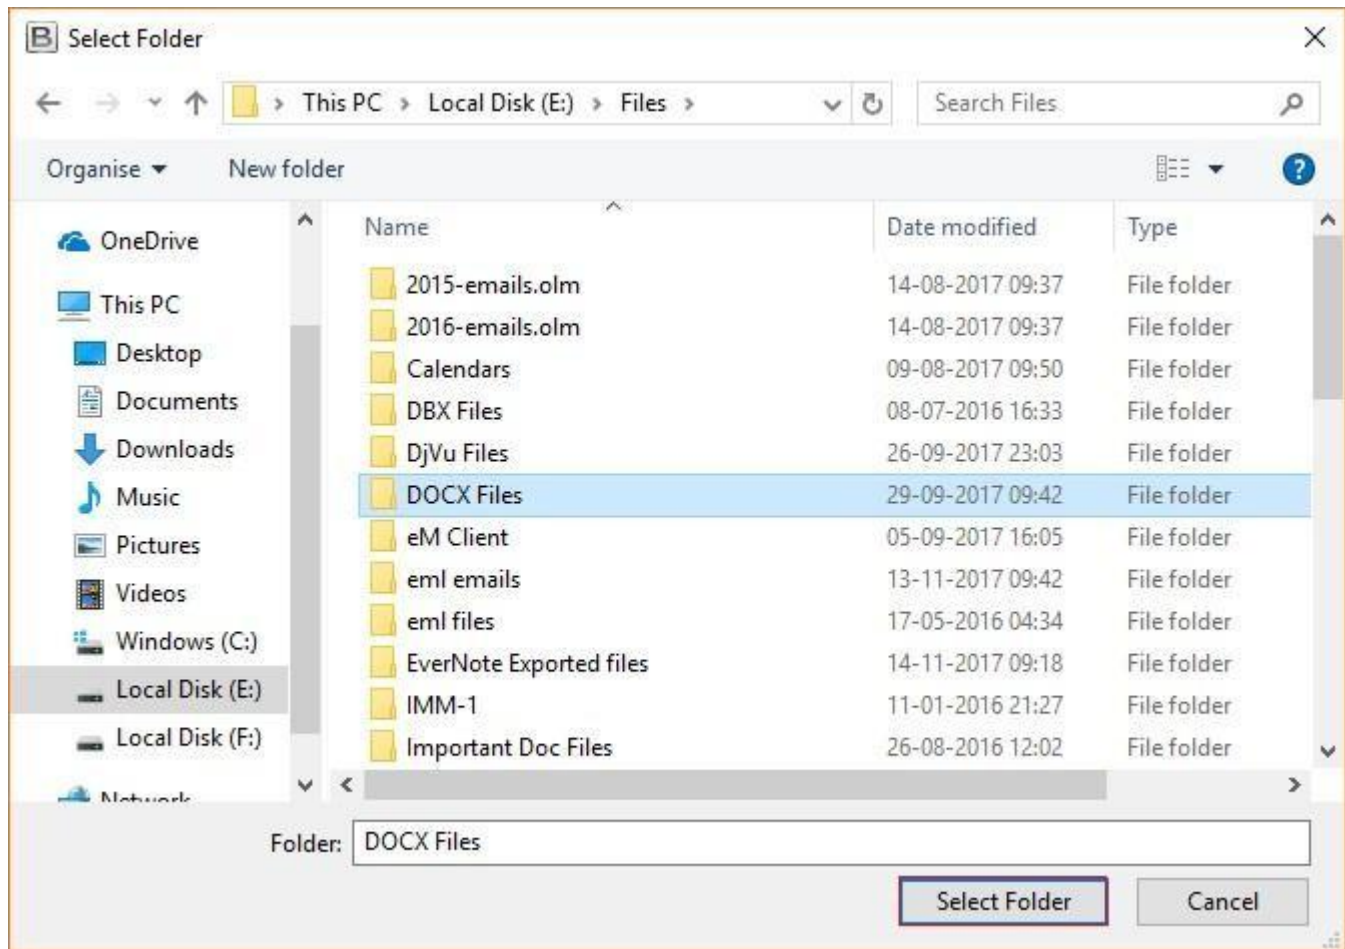 B Select Folder
This PC > Local Disk (E:) > Files >
Search Files
Organise
New folder
?
OneDrive
This PC
Desktop
Documents
Downloads
Music
Pictures
Videos
Windows (C:)
Local Disk (E:)
Local Disk (F:)
Network
Name Date modified Type
2015-emails.olm 14-08-2017 09:37 File folder
2016-emails.olm 14-08-2017 09:37 File folder
Calendars 09-08-2017 09:50 File folder
DBX Files 08-07-2016 16:33 File folder
DjVu Files 26-09-2017 23:03 File folder
DOCX Files 29-09-2017 09:42 File folder
eM Client 05-09-2017 16:05 File folder
eml emails 13-11-2017 09:42 File folder
eml files 17-05-2016 04:34 File folder
EverNote Exported files 14-11-2017 09:18 File folder
IMM-1 11-01-2016 21:27 File folder
Important Doc Files 26-08-2016 12:02 File folder
Folder: DOCX Files
Select Folder
Cancel